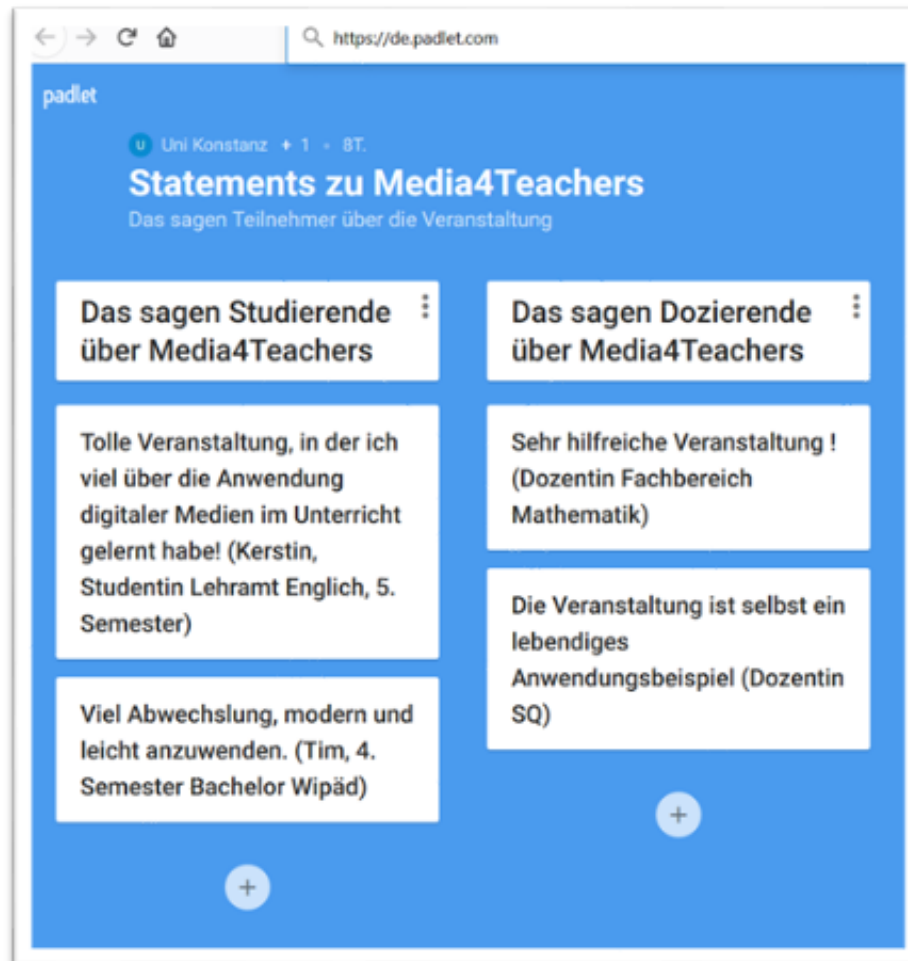 https://de.padlet.com
padlet
U Uni Konstanz + 1 • 8T.
Statements zu Media4Teachers
Das sagen Teilnehmer über die Veranstaltung
Das sagen Studierende
über Media4Teachers
Tolle Veranstaltung, in der ich
viel über die Anwendung
digitaler Medien im Unterricht
gelernt habe! (Kerstin,
Studentin Lehramt Englich, 5.
Semester)
Viel Abwechslung, modern und
leicht anzuwenden. (Tim, 4.
Semester Bachelor Wipäd)
Das sagen Dozierende
über Media4Teachers
Sehr hilfreiche Veranstaltung !
(Dozentin Fachbereich
Mathematik)
Die Veranstaltung ist selbst ein
lebendiges
Anwendungsbeispiel (Dozentin
SQ)